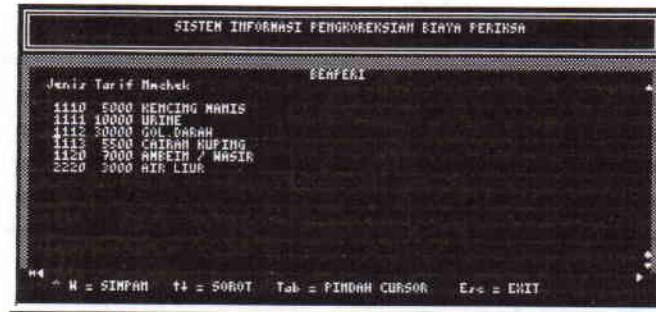 SISTEM INFORMASI PENGKOREKSIAN BIAYA PERIKSA
BEAPERI
Jenis Tarif Mmchek
1110 5000 KENCING MANIS
1111 10000 URINE
1112 30000 GOL.DARAH
1113 5500 CAIRAN KUPING
1120 7000 AMBEIN / WASIR
2220 3000 AIR LIUR
^ W = SIMPAN ↑↓ = SOROT Tab = PINDAH CURSOR Esc = EXIT